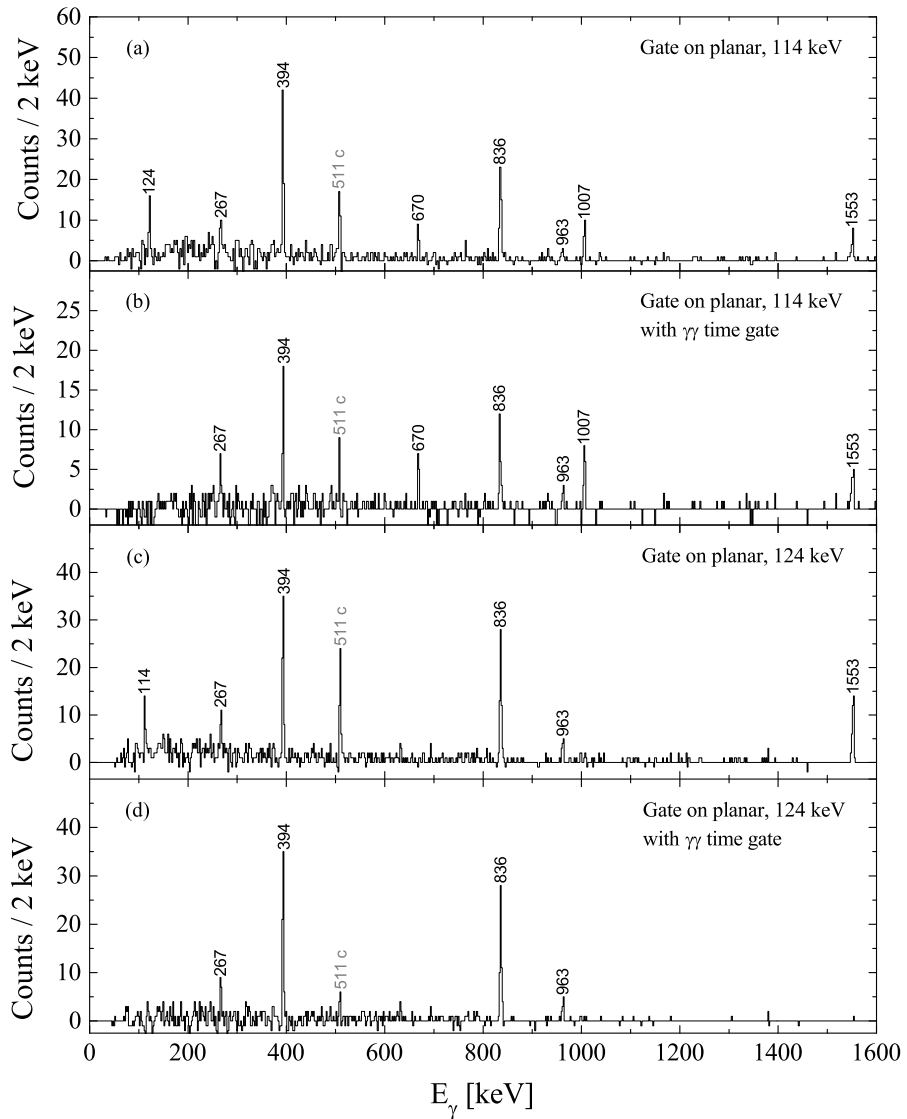 60
50
40
30
20
10
0
Counts / 2 keV
(a)
Gate on planar, 114 keV
124
267
394
511 c
670
836
963
1007
1553
25
20
15
10
5
0
Counts / 2 keV
(b)
Gate on planar, 114 keV
with γγ time gate
267
394
511 c
670
836
963
1007
1553
40
30
20
10
0
Counts / 2 keV
(c)
Gate on planar, 124 keV
114
267
394
511 c
836
963
1553
40
30
20
10
0
Counts / 2 keV
(d)
Gate on planar, 124 keV
with γγ time gate
267
394
511 c
836
963
0 200 400 600 800 1000 1200 1400 1600
Eγ [keV]